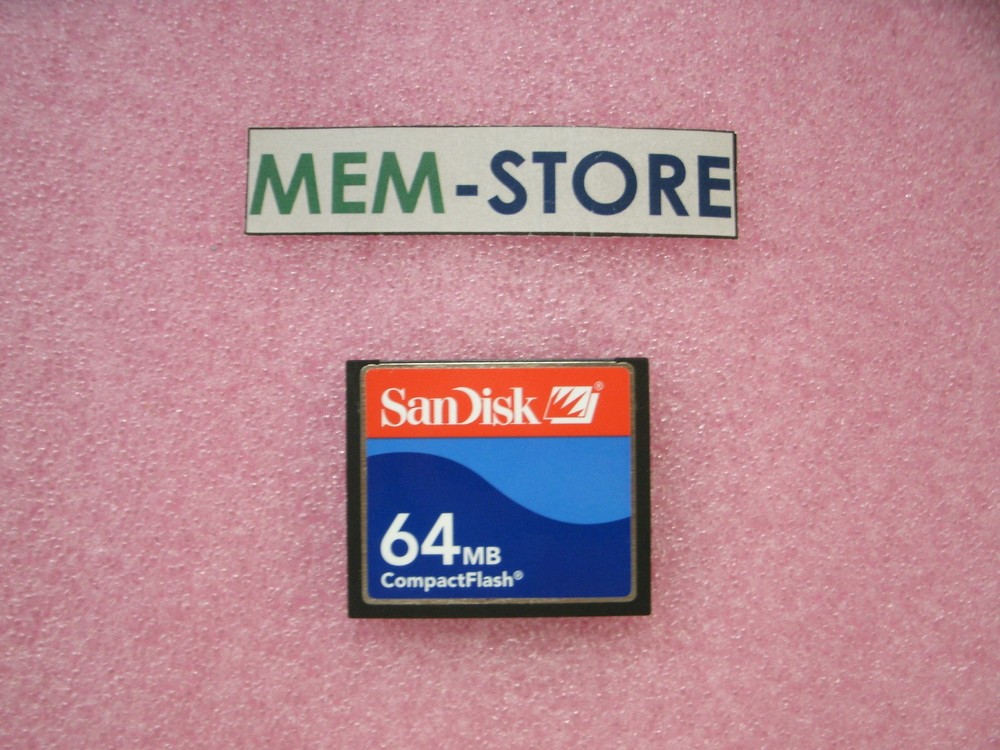 MEM-STORE
SanDisk®
64MB
CompactFlash®